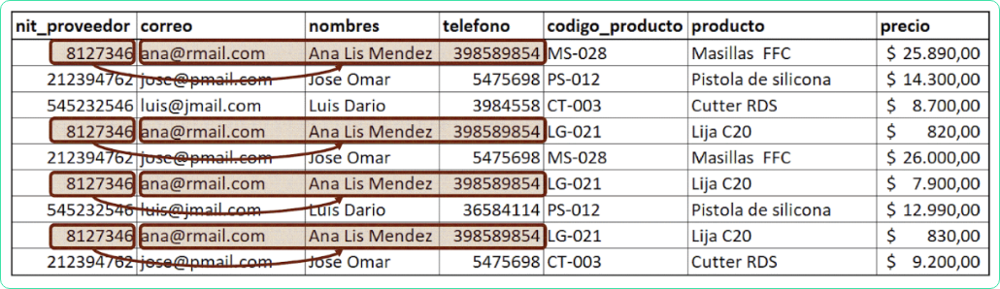 nit_proveedor correo nombres telefono codigo_producto producto precio
8127346 ana@rmail.com Ana Lis Mendez 398589854 MS-028 Masillas FFC $ 25.890,00
212394762 jose@pmail.com Jose Omar 5475698 PS-012 Pistola de silicona $ 14.300,00
545232546 luis@jmail.com Luis Dario 3984558 CT-003 Cutter RDS $ 8.700,00
8127346 ana@rmail.com Ana Lis Mendez 398589854 LG-021 Lija C20 $ 820,00
212394762 jose@pmail.com Jose Omar 5475698 MS-028 Masillas FFC $ 26.000,00
8127346 ana@rmail.com Ana Lis Mendez 398589854 LG-021 Lija C20 $ 7.900,00
545232546 luis@jmail.com Luis Dario 36584114 PS-012 Pistola de silicona $ 12.990,00
8127346 ana@rmail.com Ana Lis Mendez 398589854 LG-021 Lija C20 $ 830,00
212394762 jose@pmail.com Jose Omar 5475698 CT-003 Cutter RDS $ 9.200,00